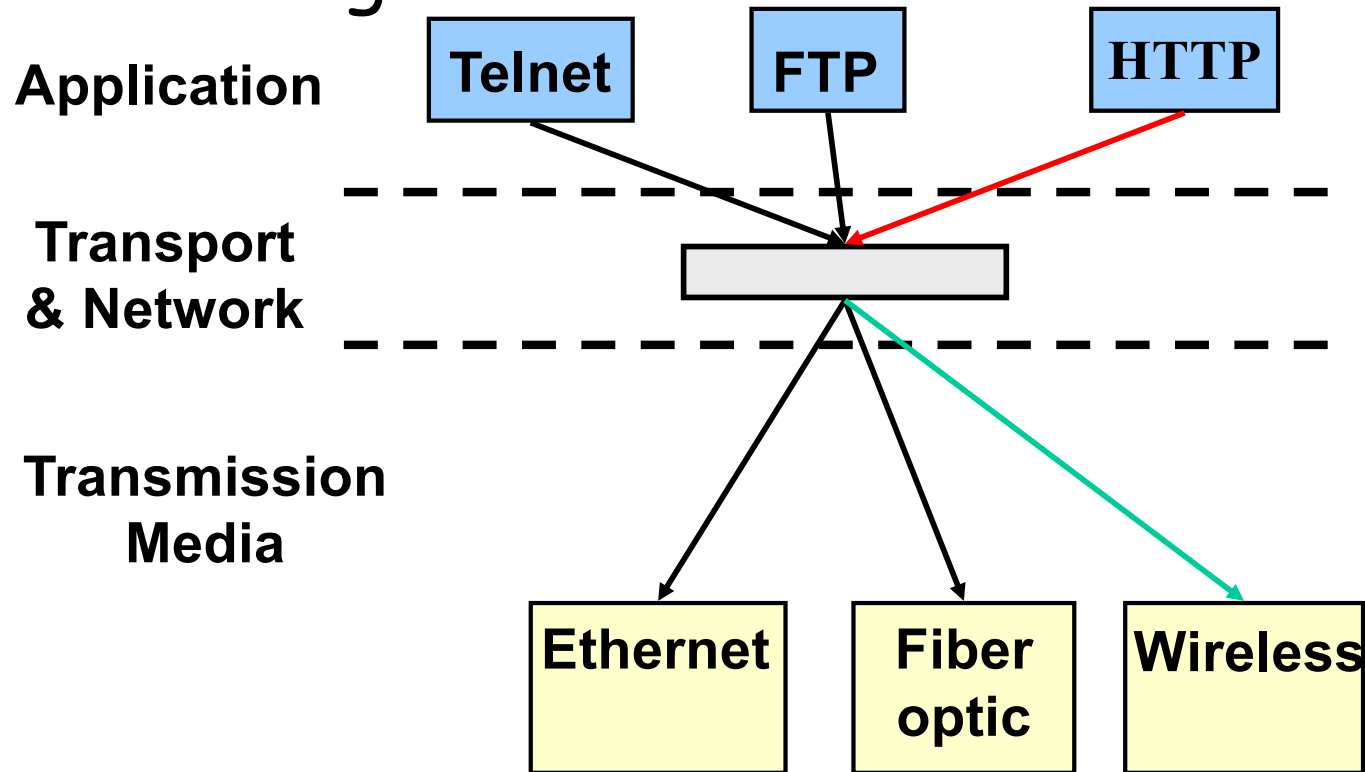 Application
Telnet
FTP
HTTP
Transport
& Network
Transmission
Media
Ethernet
Fiber
optic
Wireless